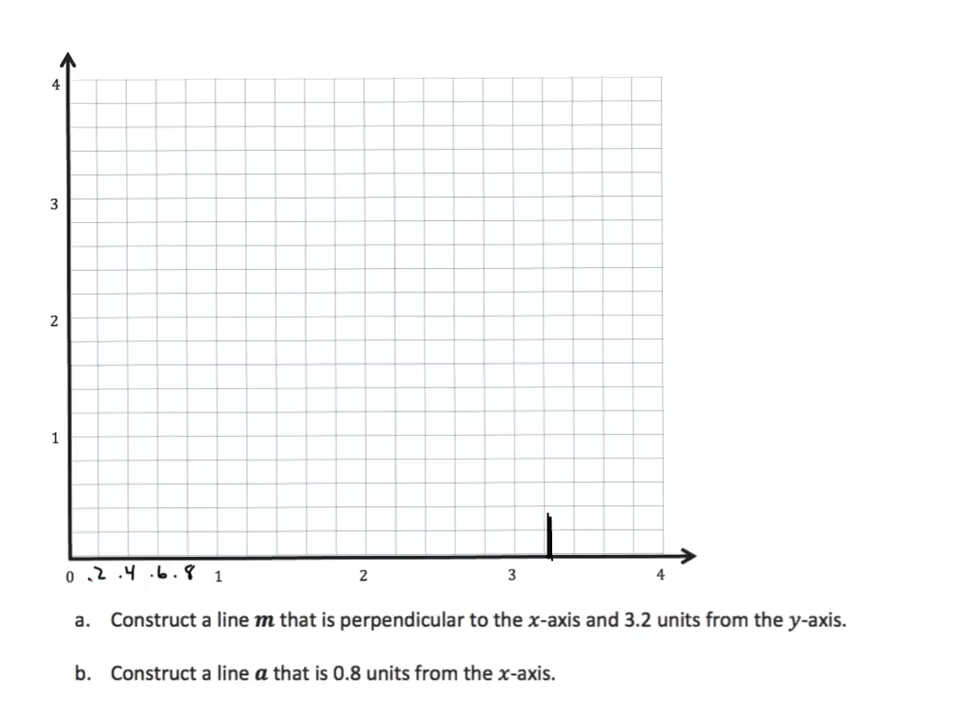 4
3
2
1
0 .2 .4 .6 .8 1 2 3 4
a. Construct a line m that is perpendicular to the x-axis and 3.2 units from the y-axis.
b. Construct a line a that is 0.8 units from the x-axis.